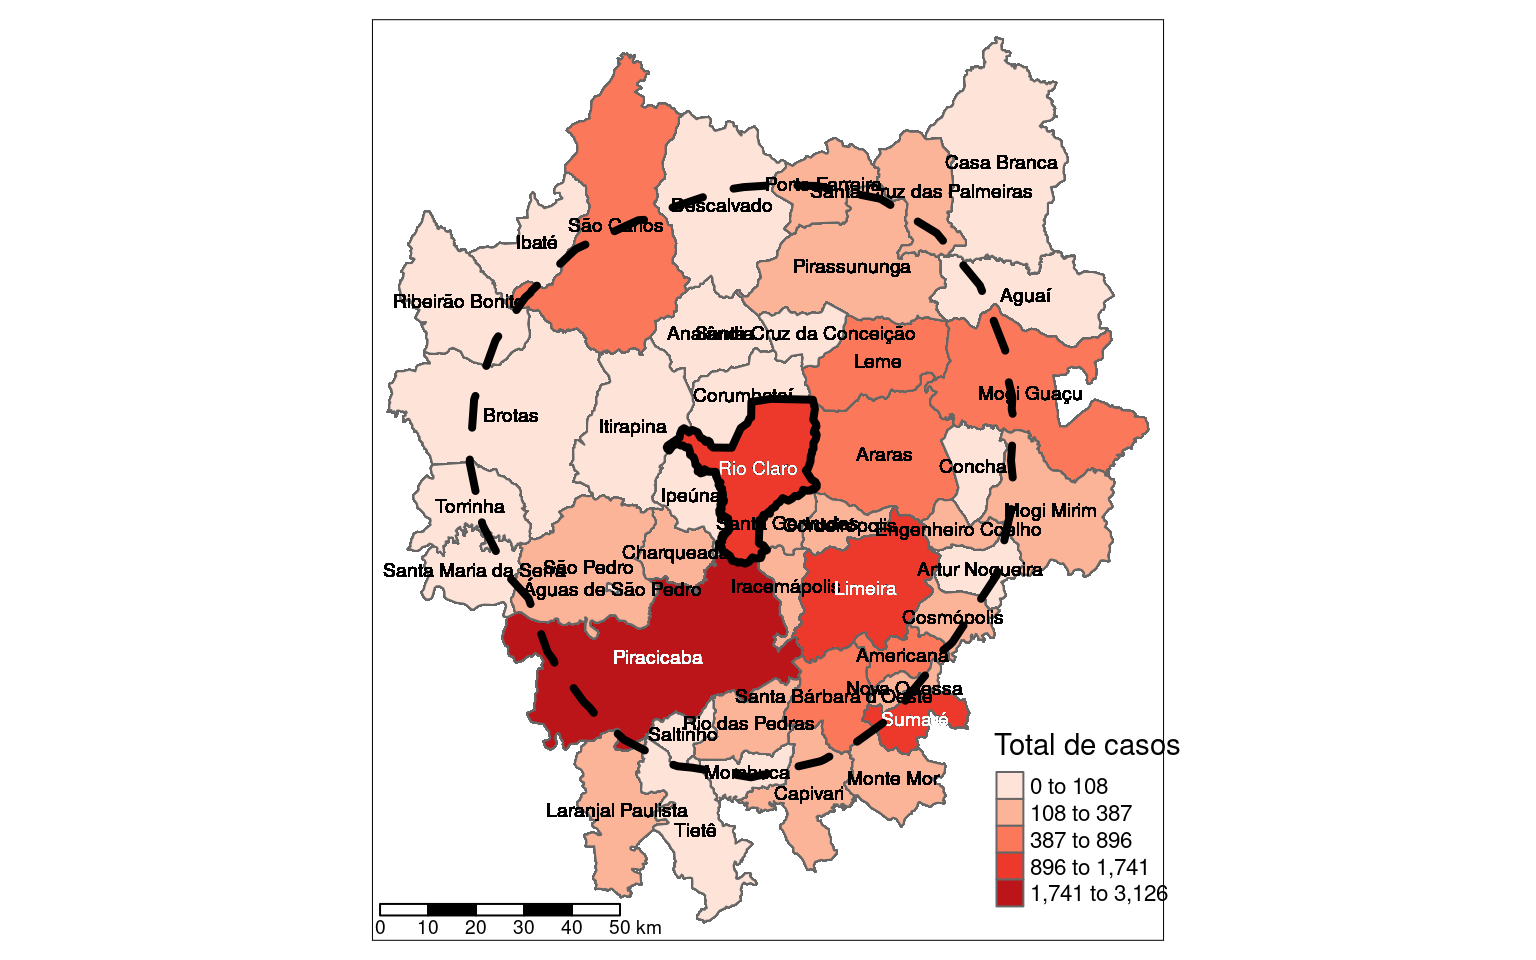 Casa Branca
Porto Ferreira
Santa Cruz das Palmeiras
Descalvado
São Carlos
Ibaté
Pirassununga
Aguaí
Ribeirão Bonito
Analândia
Santa Cruz da Conceição
Leme
Corumbataí
Mogi Guaçu
Brotas
Itirapina
Araras
Rio Claro
Conchal
Ipeúna
Torrinha
Mogi Mirim
Santa Gertrudes
Cordeirópolis
Engenheiro Coelho
Charqueada
São Pedro
Santa Maria da Serra
Artur Nogueira
Águas de São Pedro
Iracemápolis
Limeira
Cosmópolis
Piracicaba
Americana
Nova Odessa
Santa Bárbara d'Oeste
Sumaré
Rio das Pedras
Saltinho
Mombuca
Monte Mor
Capivari
Laranjal Paulista
Tietê
Total de casos
0 to 108
108 to 387
387 to 896
896 to 1,741
1,741 to 3,126
0 10 20 30 40 50 km